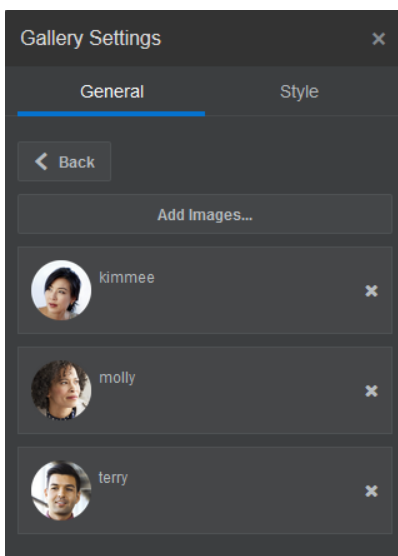 Gallery Settings
General
Style
Back
Add Images...
kimmee
molly
terry